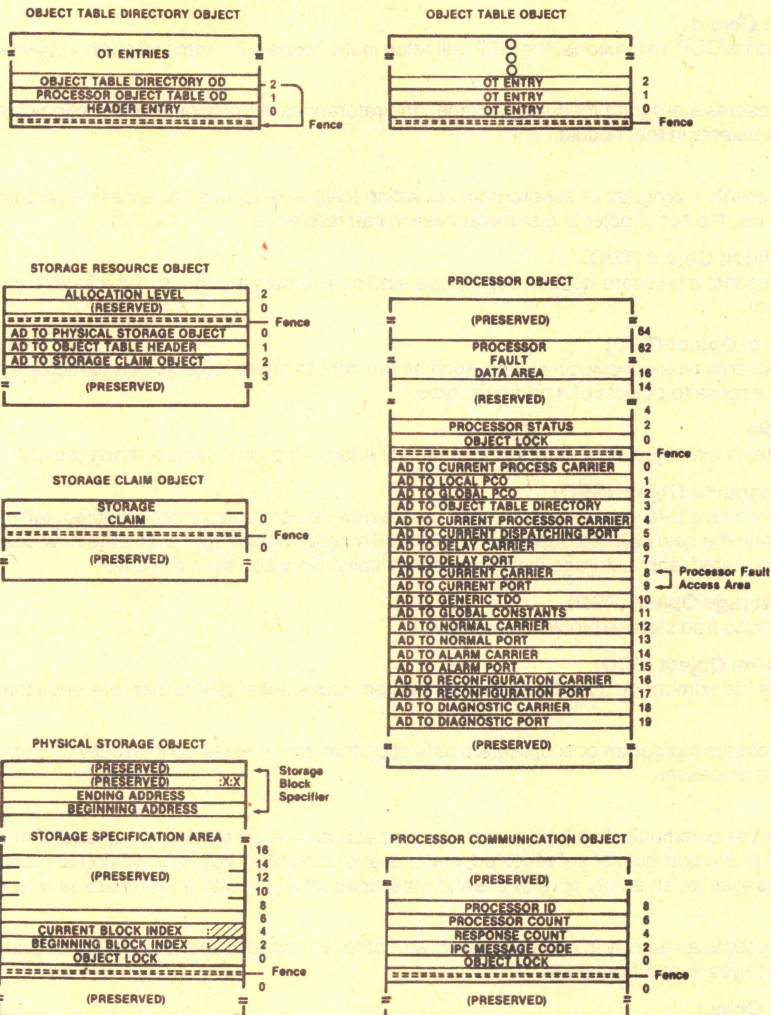 OBJECT TABLE DIRECTORY OBJECT
OT ENTRIES
OBJECT TABLE DIRECTORY OD 2
PROCESSOR OBJECT TABLE OD 1
HEADER ENTRY 0
Fence
OBJECT TABLE OBJECT
OT ENTRY 2
OT ENTRY 1
OT ENTRY 0
Fence
STORAGE RESOURCE OBJECT
ALLOCATION LEVEL 2
(RESERVED) 0
Fence
AD TO PHYSICAL STORAGE OBJECT 0
AD TO OBJECT TABLE HEADER 1
AD TO STORAGE CLAIM OBJECT 2
3
(PRESERVED)
STORAGE CLAIM OBJECT
STORAGE
CLAIM 0
Fence
0
(PRESERVED)
PHYSICAL STORAGE OBJECT
(PRESERVED)
(PRESERVED) :X:X
ENDING ADDRESS
BEGINNING ADDRESS
Storage
Block
Specifier
STORAGE SPECIFICATION AREA
16
14
(PRESERVED) 12
10
8
6
CURRENT BLOCK INDEX : 4
BEGINNING BLOCK INDEX : 2
OBJECT LOCK 0
Fence
0
(PRESERVED)
PROCESSOR OBJECT
(PRESERVED)
64
PROCESSOR 62
FAULT
DATA AREA
14
(RESERVED)
4
PROCESSOR STATUS 2
OBJECT LOCK 0
Fence
AD TO CURRENT PROCESS CARRIER 0
AD TO LOCAL PCO 1
AD TO GLOBAL PCO 2
AD TO OBJECT TABLE DIRECTORY 3
AD TO CURRENT PROCESSOR CARRIER 4
AD TO CURRENT DISPATCHING PORT 5
AD TO DELAY CARRIER 6
AD TO DELAY PORT 7
AD TO CURRENT CARRIER 8
AD TO CURRENT PORT 9
Processor Fault
Access Area
AD TO GENERIC TDO 10
AD TO GLOBAL CONSTANTS 11
AD TO NORMAL CARRIER 12
AD TO NORMAL PORT 13
AD TO ALARM CARRIER 14
AD TO ALARM PORT 15
AD TO RECONFIGURATION CARRIER 16
AD TO RECONFIGURATION PORT 17
AD TO DIAGNOSTIC CARRIER 18
AD TO DIAGNOSTIC PORT 19
(PRESERVED)
PROCESSOR COMMUNICATION OBJECT
(PRESERVED)
PROCESSOR ID 8
PROCESSOR COUNT 6
RESPONSE COUNT 4
IPC MESSAGE CODE 2
OBJECT LOCK 0
Fence
0
(PRESERVED)